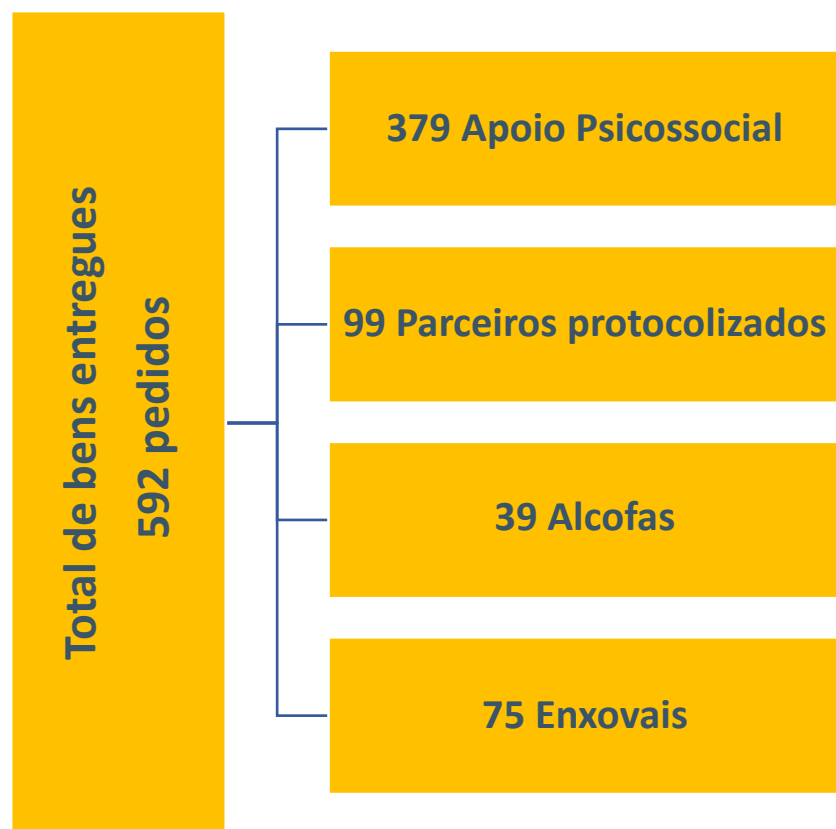 Total de bens entregues
592 pedidos
379 Apoio Psicossocial
99 Parceiros protocolizados
39 Alcofas
75 Enxovais